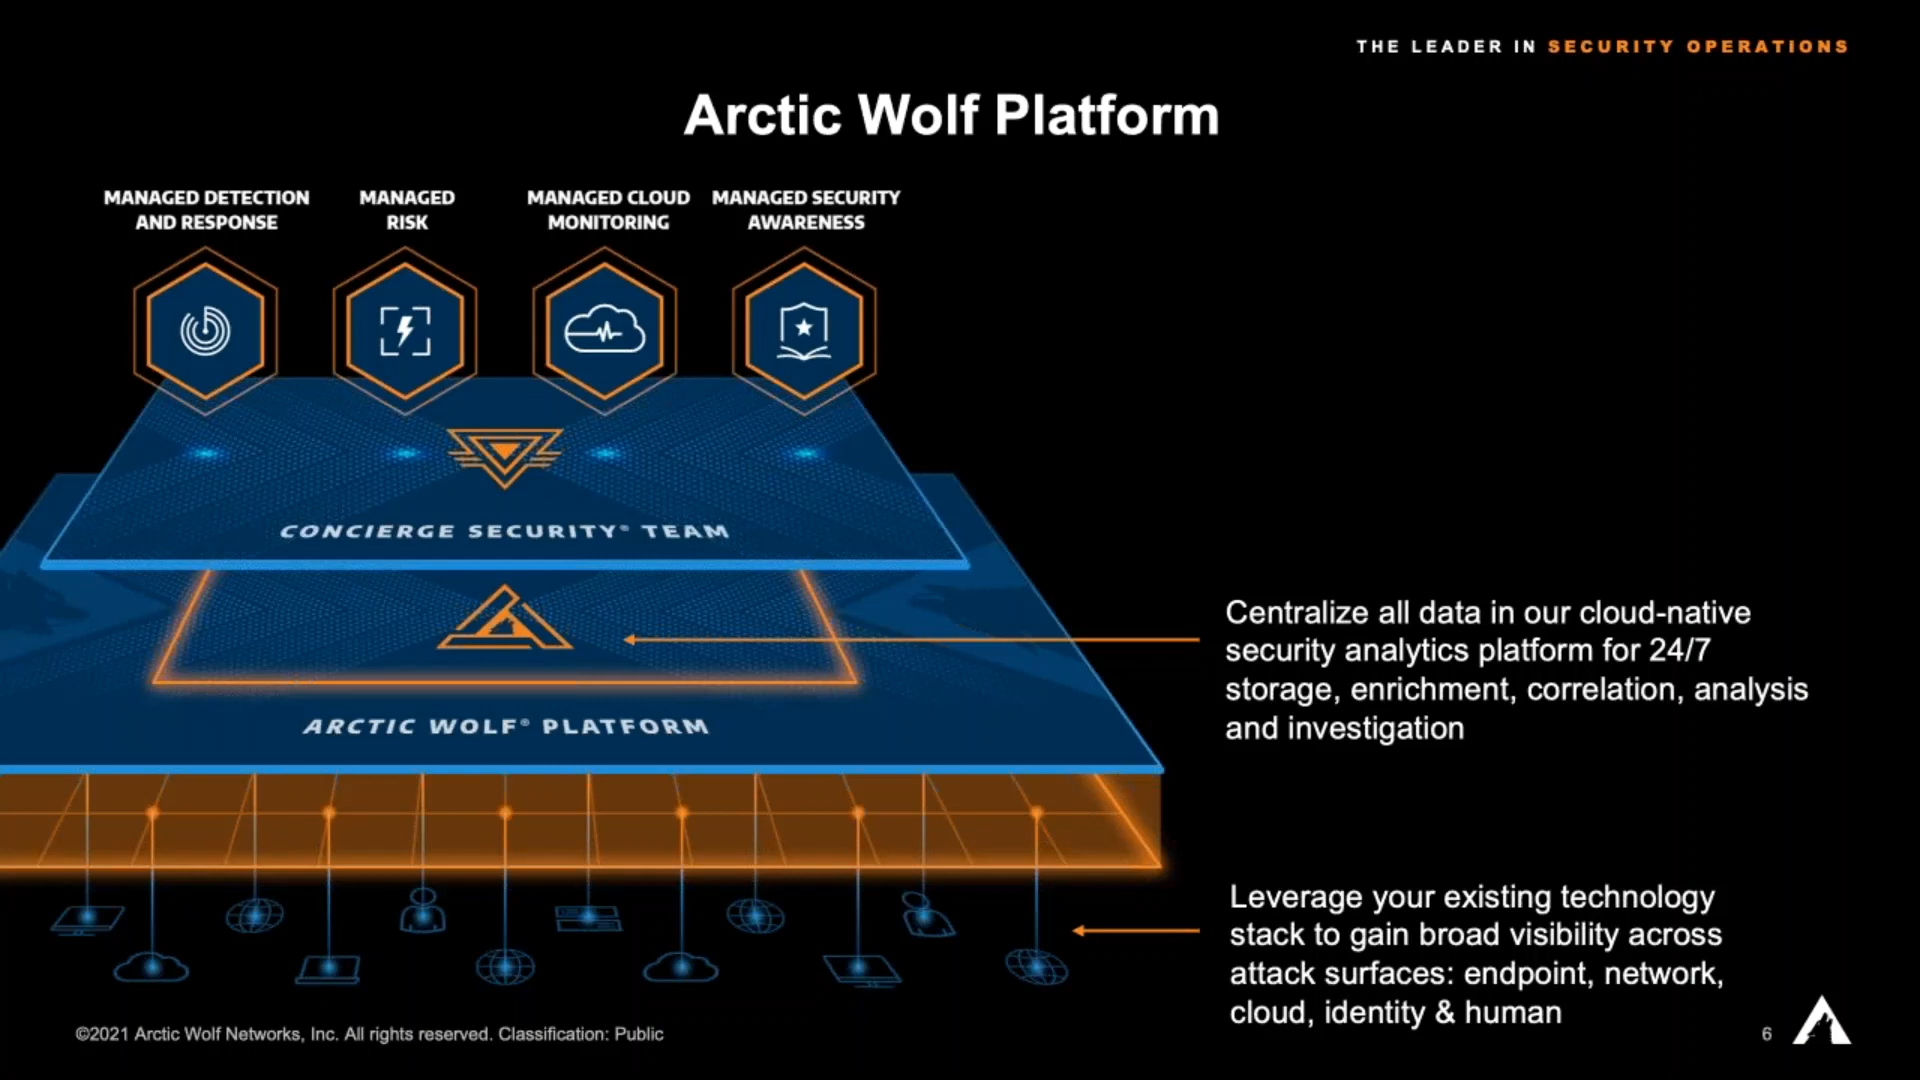 THE LEADER IN SECURITY OPERATIONS
Arctic Wolf Platform
MANAGED DETECTION
AND RESPONSE
MANAGED
RISK
MANAGED CLOUD
MONITORING
MANAGED SECURITY
AWARENESS
CONCIERGE SECURITY® TEAM
ARCTIC WOLF® PLATFORM
Centralize all data in our cloud-native
security analytics platform for 24/7
storage, enrichment, correlation, analysis
and investigation
Leverage your existing technology
stack to gain broad visibility across
attack surfaces: endpoint, network,
cloud, identity & human
©2021 Arctic Wolf Networks, Inc. All rights reserved. Classification: Public
6